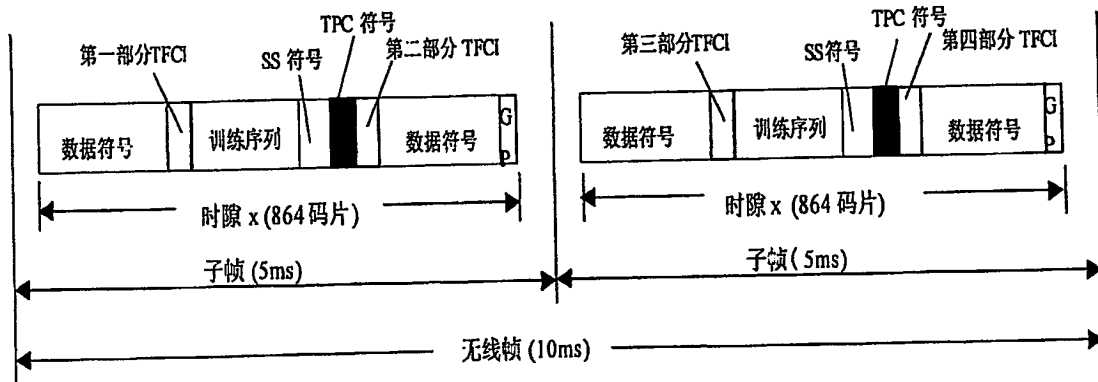 TPC 符号
第一部分TFCI
SS 符号
第二部分 TFCI
数据符号
训练序列
数据符号
G
P
时隙 x (864 码片)
子帧 (5ms)
TPC 符号
第三部分TFCI
SS符号
第四部分 TFCI
数据符号
训练序列
数据符号
G
P
时隙 x (864 码片)
子帧 (5ms)
无线帧 (10ms)